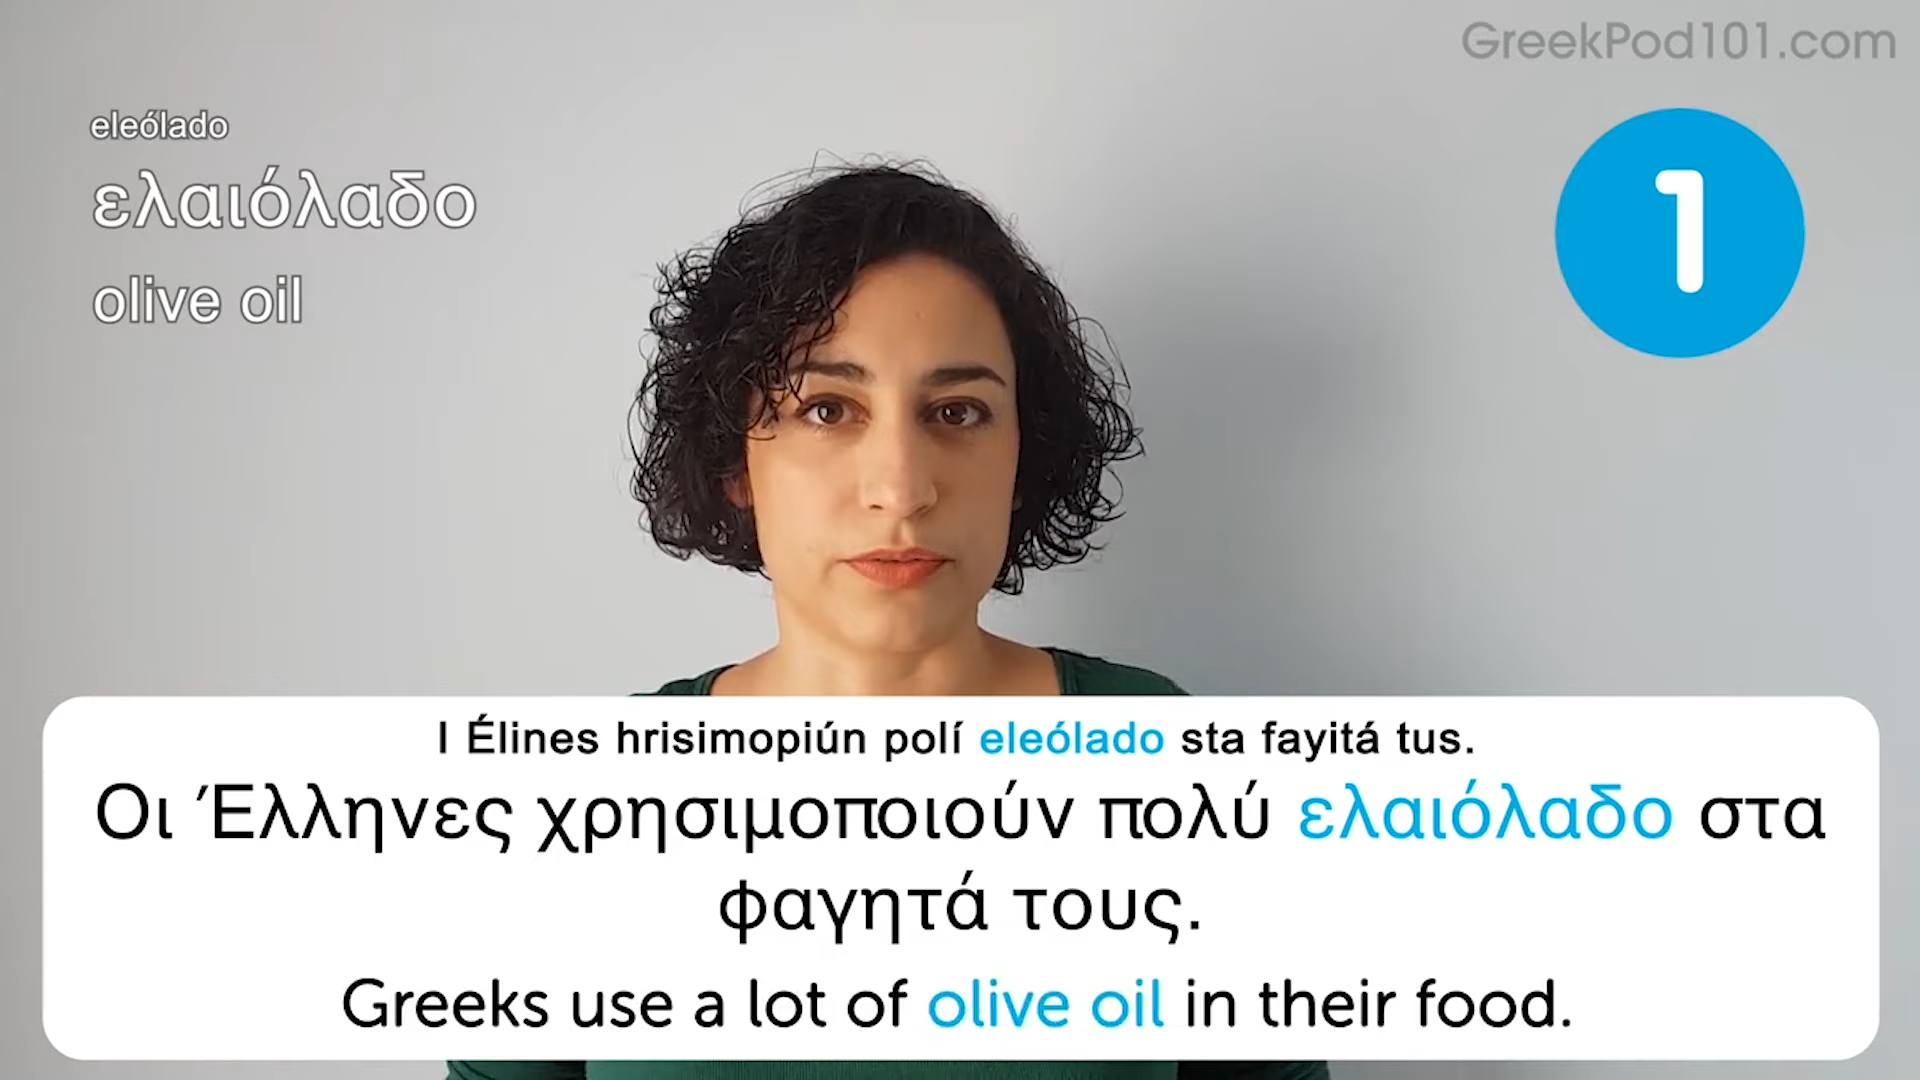 GreekPod101.com
eleólado
ελαιόλαδο
olive oil
1
I Élines hrisimopiún polí eleólado sta fayitá tus.
Οι Έλληνες χρησιμοποιούν πολύ ελαιόλαδο στα
φαγητά τους.
Greeks use a lot of olive oil in their food.